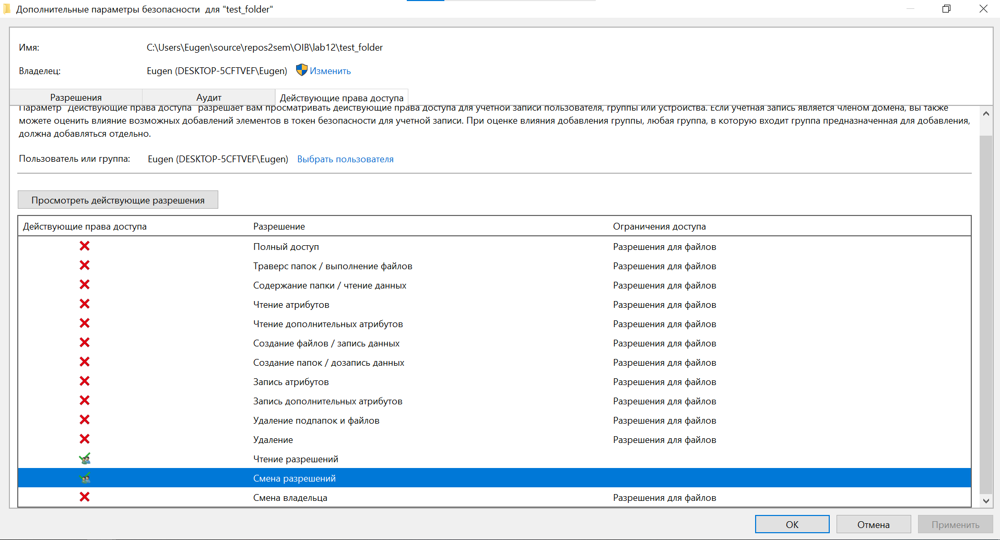 Дополнительные параметры безопасности для "test_folder"
Имя: C:\Users\Eugen\source\repos2sem\OIB\lab12\test_folder
Владелец: Eugen (DESKTOP-5CFTVEF\Eugen) Изменить
Разрешения Аудит Действующие права доступа
Параметр "Действующие права доступа" разрешает вам просматривать действующие права доступа для учетной записи пользователя, группы или устройства. Если учетная запись является членом домена, вы также
можете оценить влияние возможных добавлений элементов в токен безопасности для учетной записи. При оценке влияния добавления группы, любая группа, в которую входит группа предназначенная для добавления,
должна добавляться отдельно.
Пользователь или группа: Eugen (DESKTOP-5CFTVEF\Eugen) Выбрать пользователя
Просмотреть действующие разрешения
Действующие права доступа Разрешение Ограничения доступа
Полный доступ Разрешения для файлов
Траверс папок / выполнение файлов Разрешения для файлов
Содержание папки / чтение данных Разрешения для файлов
Чтение атрибутов Разрешения для файлов
Чтение дополнительных атрибутов Разрешения для файлов
Создание файлов / запись данных Разрешения для файлов
Создание папок / дозапись данных Разрешения для файлов
Запись атрибутов Разрешения для файлов
Запись дополнительных атрибутов Разрешения для файлов
Удаление подпапок и файлов Разрешения для файлов
Удаление Разрешения для файлов
Чтение разрешений
Смена разрешений
Смена владельца Разрешения для файлов
ОК Отмена Применить